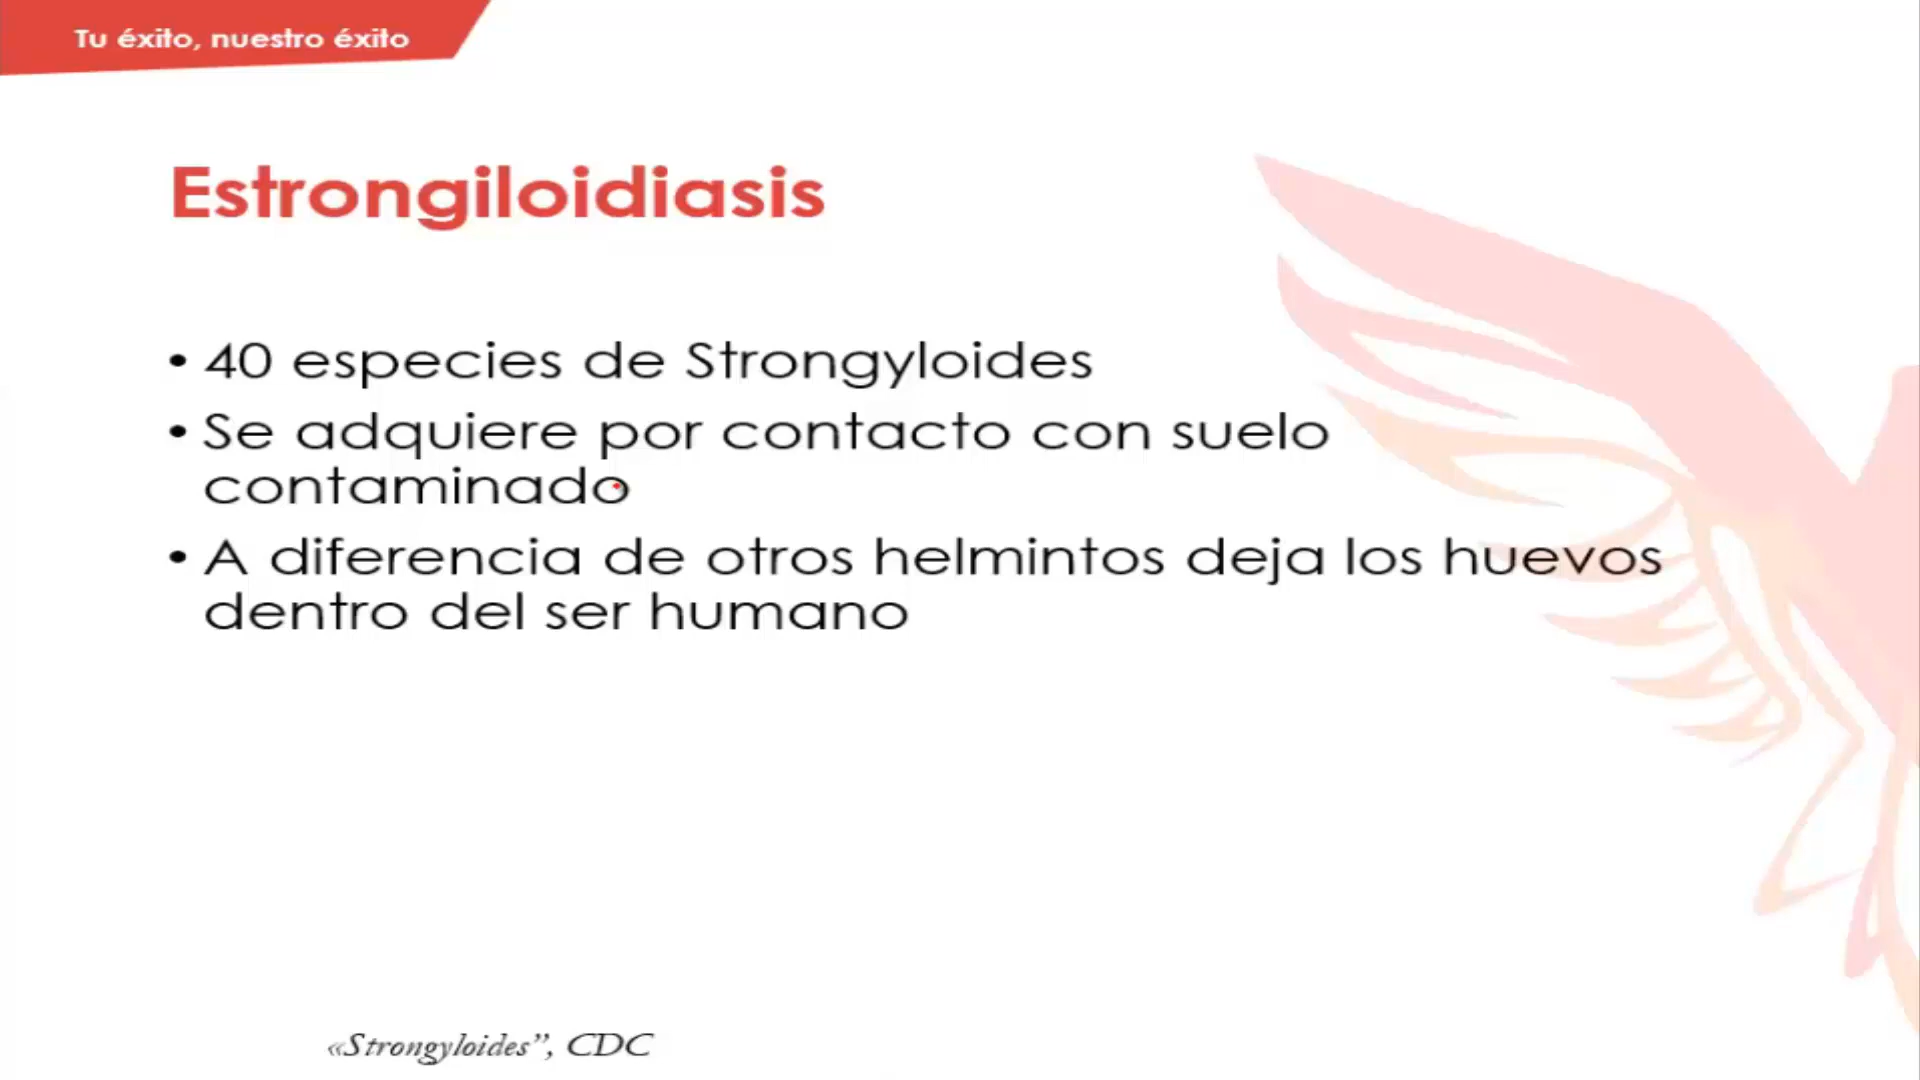 Tu éxito, nuestro éxito
Estrongiloidiasis
• 40 especies de Strongyloides
• Se adquiere por contacto con suelo
contaminado
• A diferencia de otros helmintos deja los huevos
dentro del ser humano
«Strongyloides”, CDC